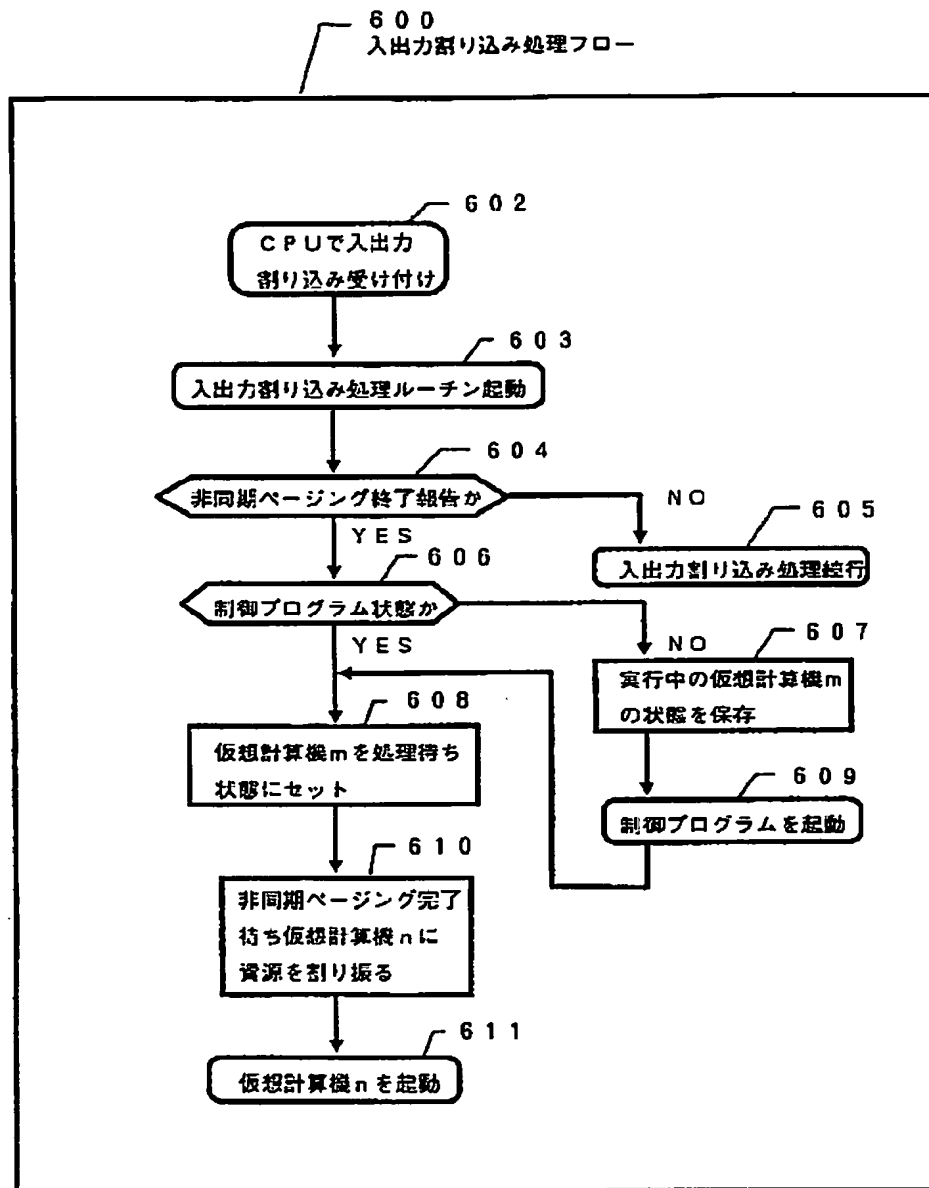 ６００
入出力割り込み処理フロー
６０２
ＣＰＵで入出力
割り込み受け付け
６０３
入出力割り込み処理ルーチン起動
６０４
非同期ページング終了報告か
ＮＯ
６０５
ＹＥＳ
入出力割り込み処理続行
６０６
制御プログラム状態か
ＮＯ
６０７
ＹＥＳ
実行中の仮想計算機ｍ
の状態を保存
６０８
仮想計算機ｍを処理待ち
状態にセット
６０９
制御プログラムを起動
６１０
非同期ページング完了
待ち仮想計算機ｎに
資源を割り振る
６１１
仮想計算機ｎを起動